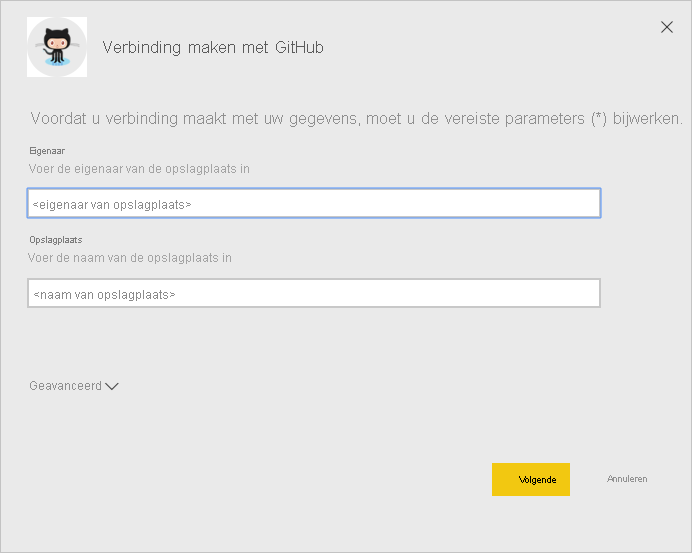 Verbinding maken met GitHub
Voordat u verbinding maakt met uw gegevens, moet u de vereiste parameters (*) bijwerken.
Eigenaar
Voer de eigenaar van de opslagplaats in
<eigenaar van opslagplaats>
Opslagplaats
Voer de naam van de opslagplaats in
<naam van opslagplaats>
Geavanceerd
Volgende
Annuleren